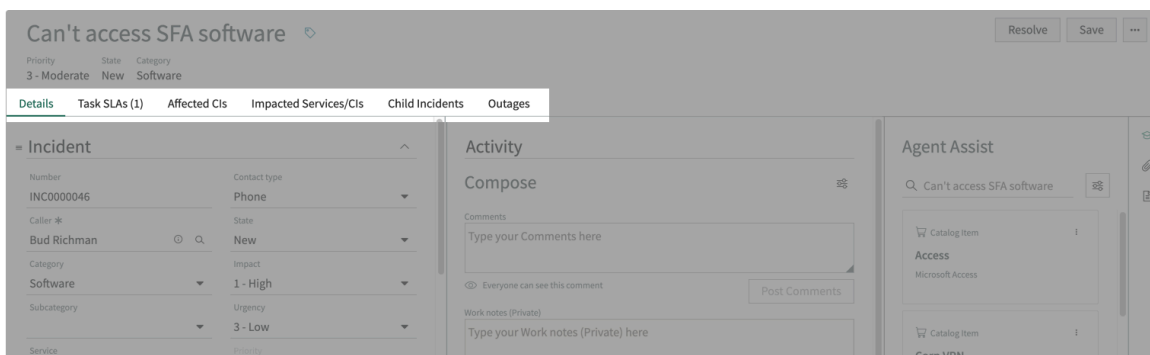 Can't access SFA software
Resolve
Save
Priority State Category
3 - Moderate New Software
Details Task SLAs (1) Affected CIs Impacted Services/CIs Child Incidents Outages
Incident
Number
INC0000046
Contact type
Phone
Caller
Bud Richman
State
New
Category
Software
Impact
1 - High
Subcategory
Urgency
3 - Low
Service
Priority
Activity
Compose
Comments
Type your Comments here
Everyone can see this comment
Post Comments
Work notes (Private)
Type your Work notes (Private) here
Agent Assist
Can't access SFA software
Catalog Item
Access
Microsoft Access
Catalog Item
Corp VPN